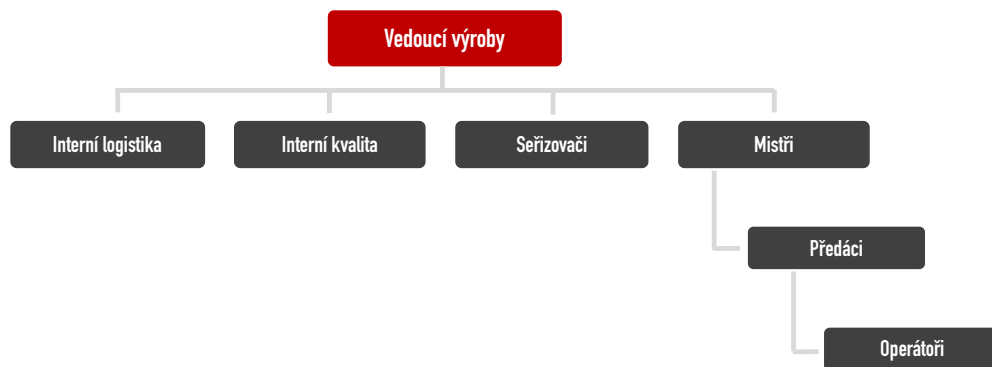 Vedoucí výroby
Interní logistika
Interní kvalita
Seřizovači
Mistři
Předáci
Operátoři